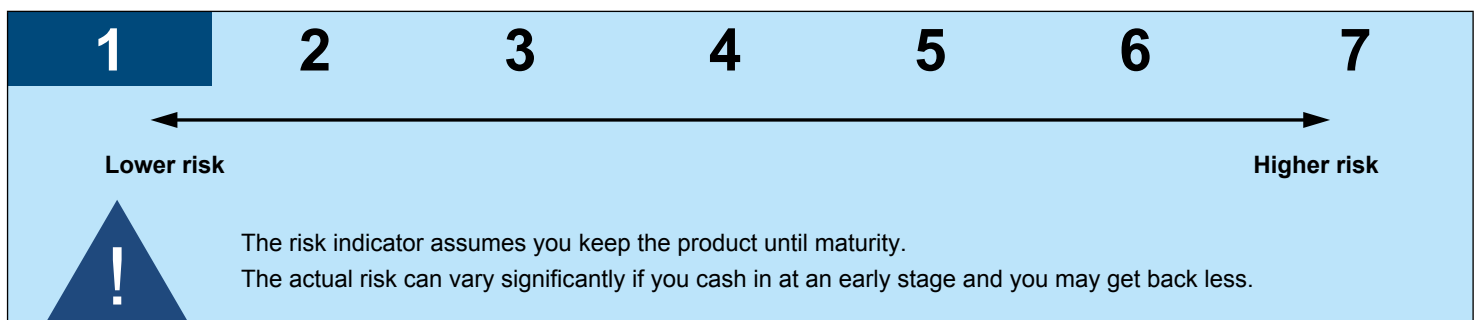 1 2 3 4 5 6 7
Lower risk Higher risk
!
The risk indicator assumes you keep the product until maturity.
The actual risk can vary significantly if you cash in at an early stage and you may get back less.